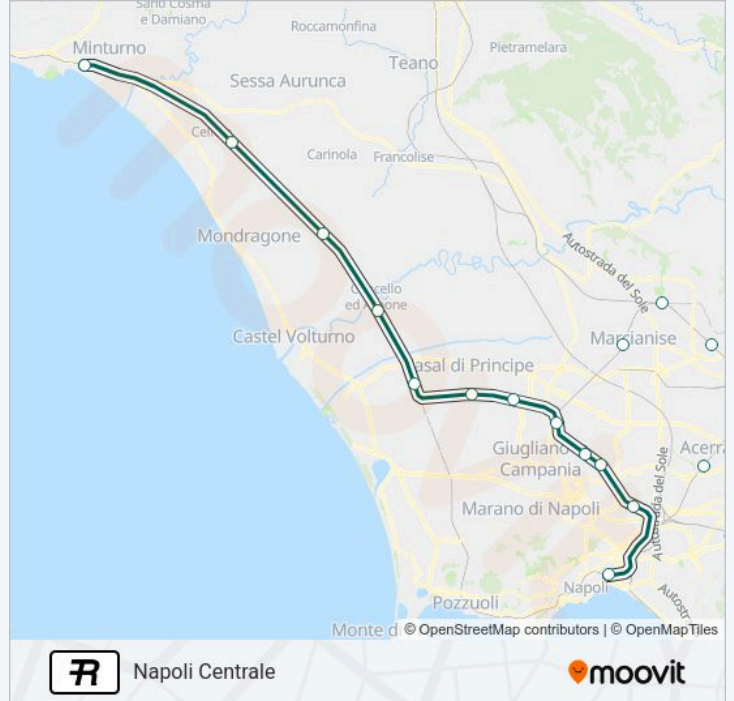 Santi Cosma
e Damiano
Roccamonfina
Minturno
Pietramelara
Teano
Sessa Aurunca
Carinola
Francolise
Mondragone
Autostrada del Sole
Castel Volturno
Marcianise
Casal di Principe
Giugliano
Campania
Acerra
Autostrada del Sole
Marano di Napoli
Napoli
Pozzuoli
Monte d
© OpenStreetMap contributors | © OpenMapTiles
R Napoli Centrale
moovit